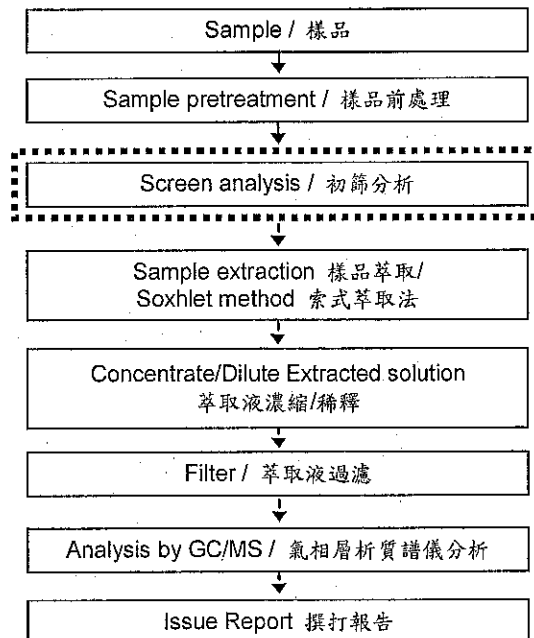 Sample / 樣品
Sample pretreatment / 樣品前處理
Screen analysis / 初篩分析
Sample extraction 樣品萃取/
Soxhlet method 索式萃取法
Concentrate/Dilute Extracted solution
萃取液濃縮/稀釋
Filter / 萃取液過濾
Analysis by GC/MS / 氣相層析質譜儀分析
Issue Report 撰打報告